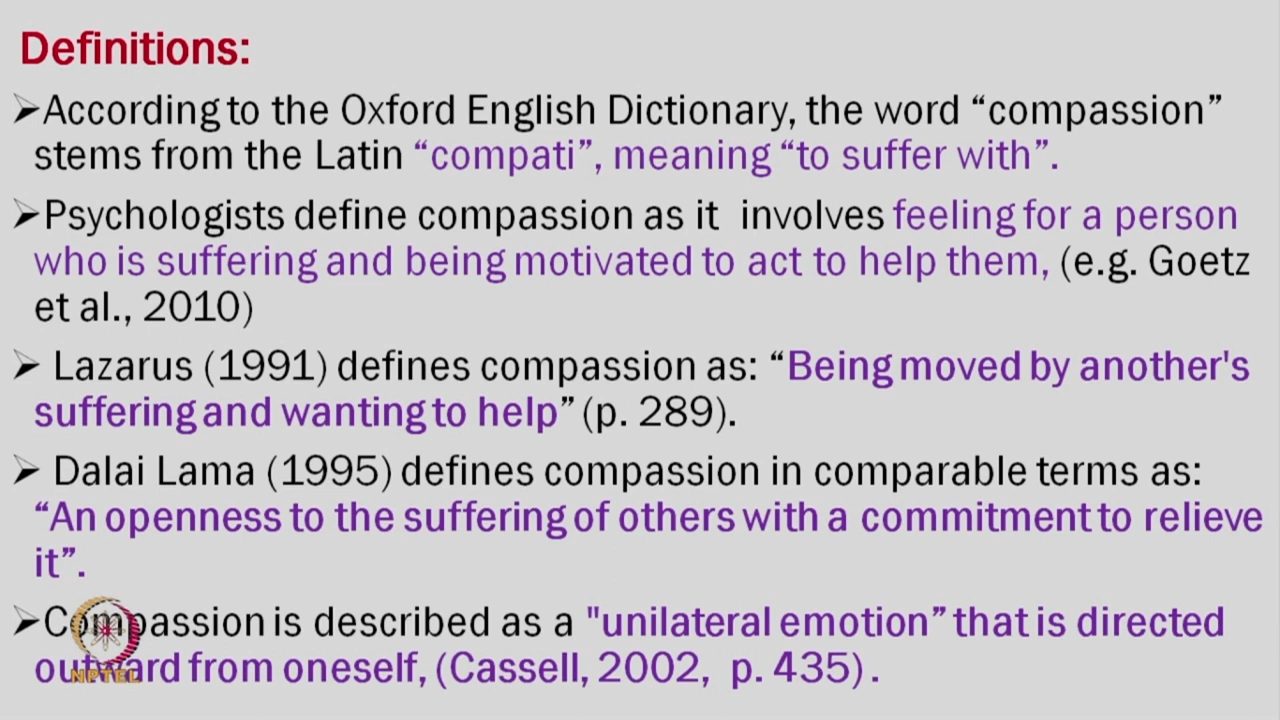 Definitions:
➢According to the Oxford English Dictionary, the word “compassion”
stems from the Latin “compati”, meaning “to suffer with”.
➢Psychologists define compassion as it involves feeling for a person
who is suffering and being motivated to act to help them, (e.g. Goetz
et al., 2010)
➢ Lazarus (1991) defines compassion as: “Being moved by another's
suffering and wanting to help” (p. 289).
➢ Dalai Lama (1995) defines compassion in comparable terms as:
“An openness to the suffering of others with a commitment to relieve
it”.
➢Compassion is described as a "unilateral emotion” that is directed
outward from oneself, (Cassell, 2002, p. 435).
NPTEL